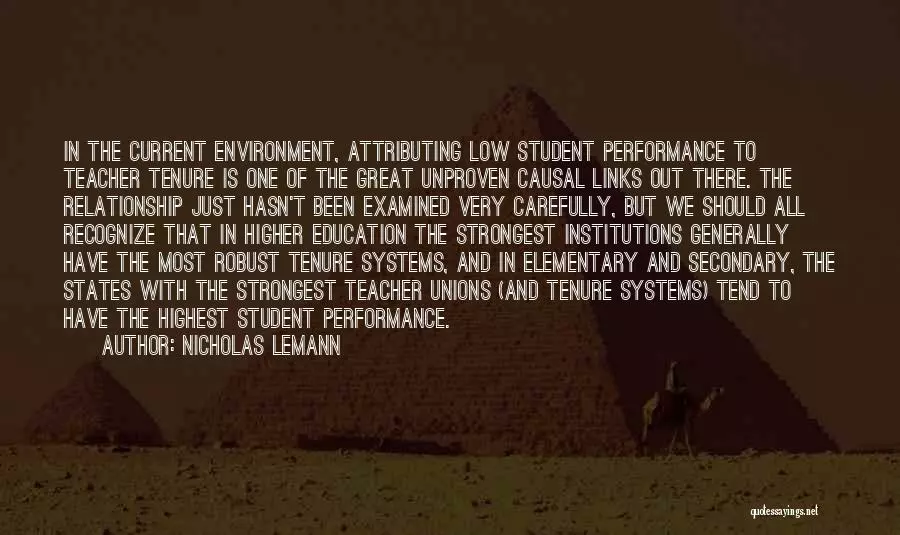 IN THE CURRENT ENVIRONMENT, ATTRIBUTING LOW STUDENT PERFORMANCE TO
TEACHER TENURE IS ONE OF THE GREAT UNPROVEN CAUSAL LINKS OUT THERE. THE
RELATIONSHIP JUST HASN'T BEEN EXAMINED VERY CAREFULLY, BUT WE SHOULD ALL
RECOGNIZE THAT IN HIGHER EDUCATION THE STRONGEST INSTITUTIONS GENERALLY
HAVE THE MOST ROBUST TENURE SYSTEMS, AND IN ELEMENTARY AND SECONDARY, THE
STATES WITH THE STRONGEST TEACHER UNIONS (AND TENURE SYSTEMS) TEND TO
HAVE THE HIGHEST STUDENT PERFORMANCE.
AUTHOR: NICHOLAS LEMANN
quotessayings.net